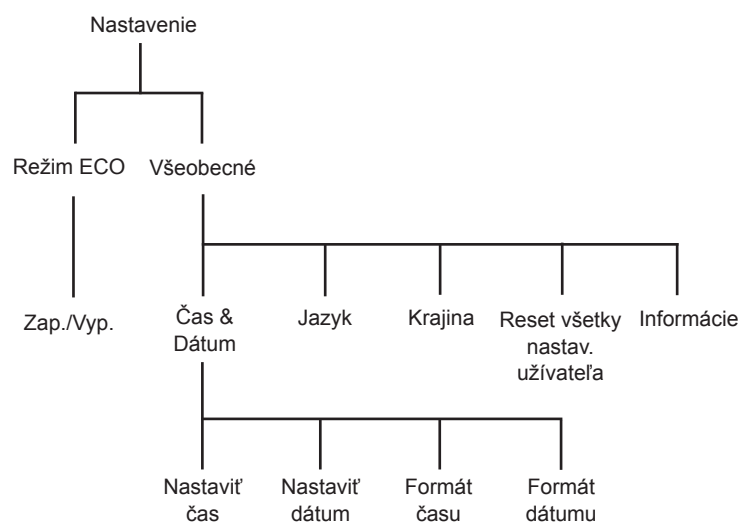 Nastavenie
Režim ECO
Všeobecné
Zap./Vyp.
Čas &
Dátum
Jazyk
Krajina
Reset všetky
nastav.
užívateľa
Informácie
Nastaviť
čas
Nastaviť
dátum
Formát
času
Formát
dátumu